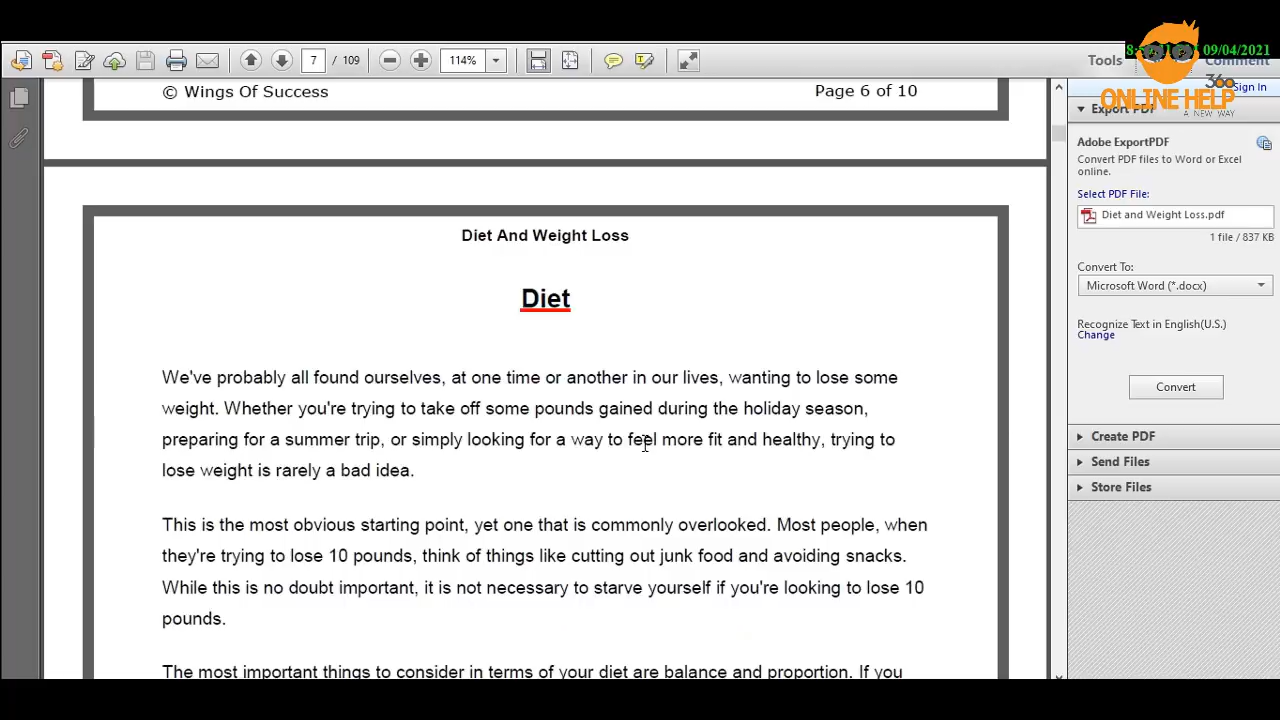 8:5 09/04/2021
7 / 109
114%
Tools
Comment
360
ONLINE HELP
A NEW WAY
Sign In
© Wings Of Success
Page 6 of 10
Export PDF
Adobe ExportPDF
Convert PDF files to Word or Excel
online.
Select PDF File:
Diet and Weight Loss.pdf
1 file / 837 KB
Convert To:
Microsoft Word (*.docx)
Recognize Text in English(U.S.)
Change
Convert
Create PDF
Send Files
Store Files
Diet And Weight Loss
Diet
We've probably all found ourselves, at one time or another in our lives, wanting to lose some
weight. Whether you're trying to take off some pounds gained during the holiday season,
preparing for a summer trip, or simply looking for a way to feel more fit and healthy, trying to
lose weight is rarely a bad idea.
This is the most obvious starting point, yet one that is commonly overlooked. Most people, when
they're trying to lose 10 pounds, think of things like cutting out junk food and avoiding snacks.
While this is no doubt important, it is not necessary to starve yourself if you're looking to lose 10
pounds.
The most important things to consider in terms of your diet are balance and proportion. If you